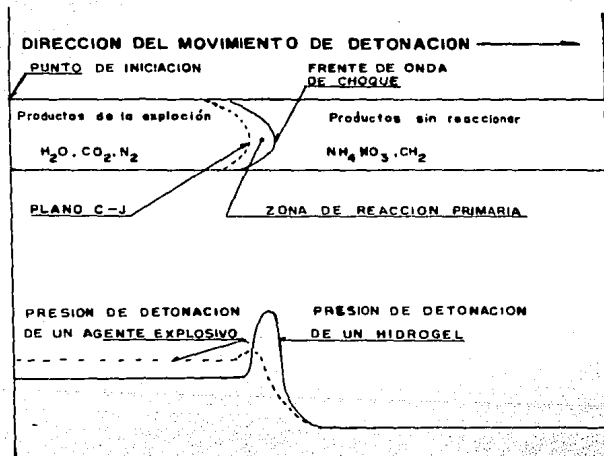 DIRECCION DEL MOVIMIENTO DE DETONACION
PUNTO DE INICIACION
FRENTE DE ONDA
DE CHOQUE
Productos de la exploción
Productos sin reaccioner
H₂O, CO₂, N₂
NH₄NO₃, CH₂
PLANO C-J
ZONA DE REACCION PRIMARIA
PRESION DE DETONACION
DE UN AGENTE EXPLOSIVO
PRESION DE DETONACION
DE UN HIDROGEL